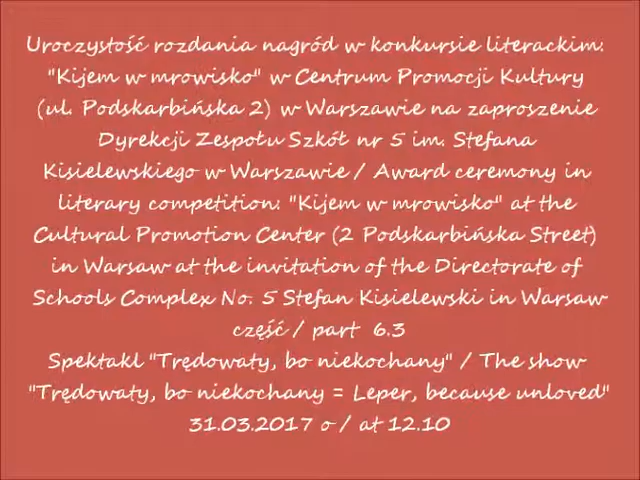 Uroczystość rozdania nagród w konkursie literackim:
"Kijem w mrowisko" w Centrum Promocji Kultury
(ul. Podskarbińska 2) w Warszawie na zaproszenie
Dyrekcji Zespołu Szkół nr 5 im. Stefana
Kisielewskiego w Warszawie / Award ceremony in
literary competition: "Kijem w mrowisko" at the
Cultural Promotion Center (2 Podskarbińska Street)
in Warsaw at the invitation of the Directorate of
Schools Complex No. 5 Stefan Kisielewski in Warsaw
część / part 6.3
Spektakl "Trędowaty, bo niekochany" / The show
"Trędowaty, bo niekochany = Leper, because unloved"
31.03.2017 o / at 12.10